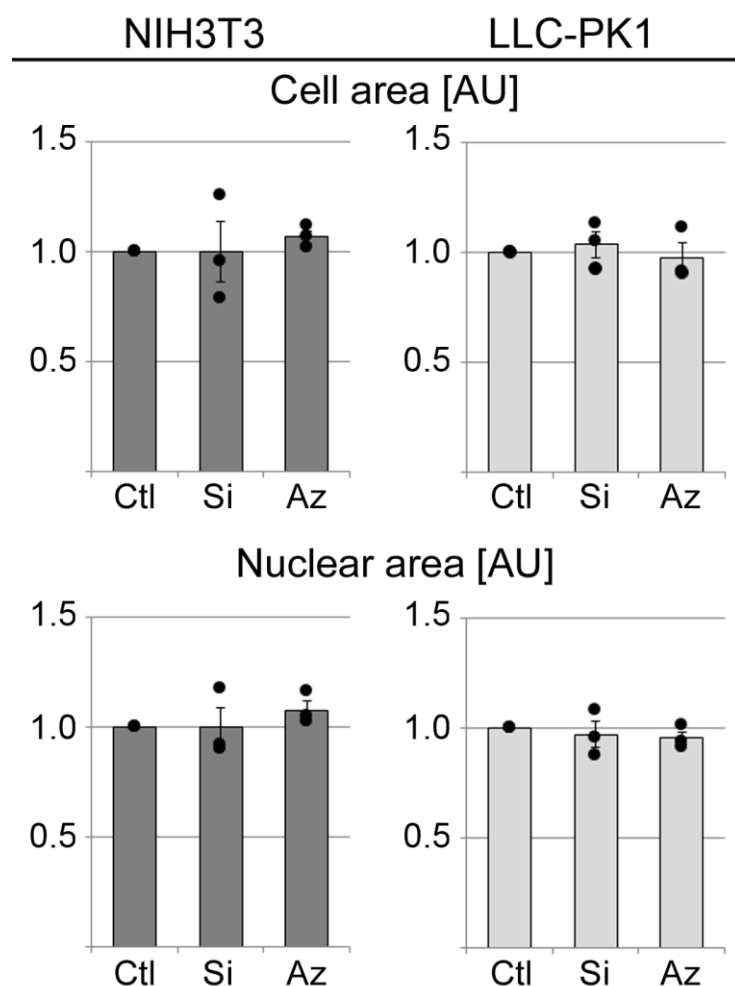 NIH3T3 LLC-PK1
Cell area [AU]
1.5 1.5
1.0 1.0
0.5 0.5
Ctl Si Az Ctl Si Az
Nuclear area [AU]
1.5 1.5
1.0 1.0
0.5 0.5
Ctl Si Az Ctl Si Az